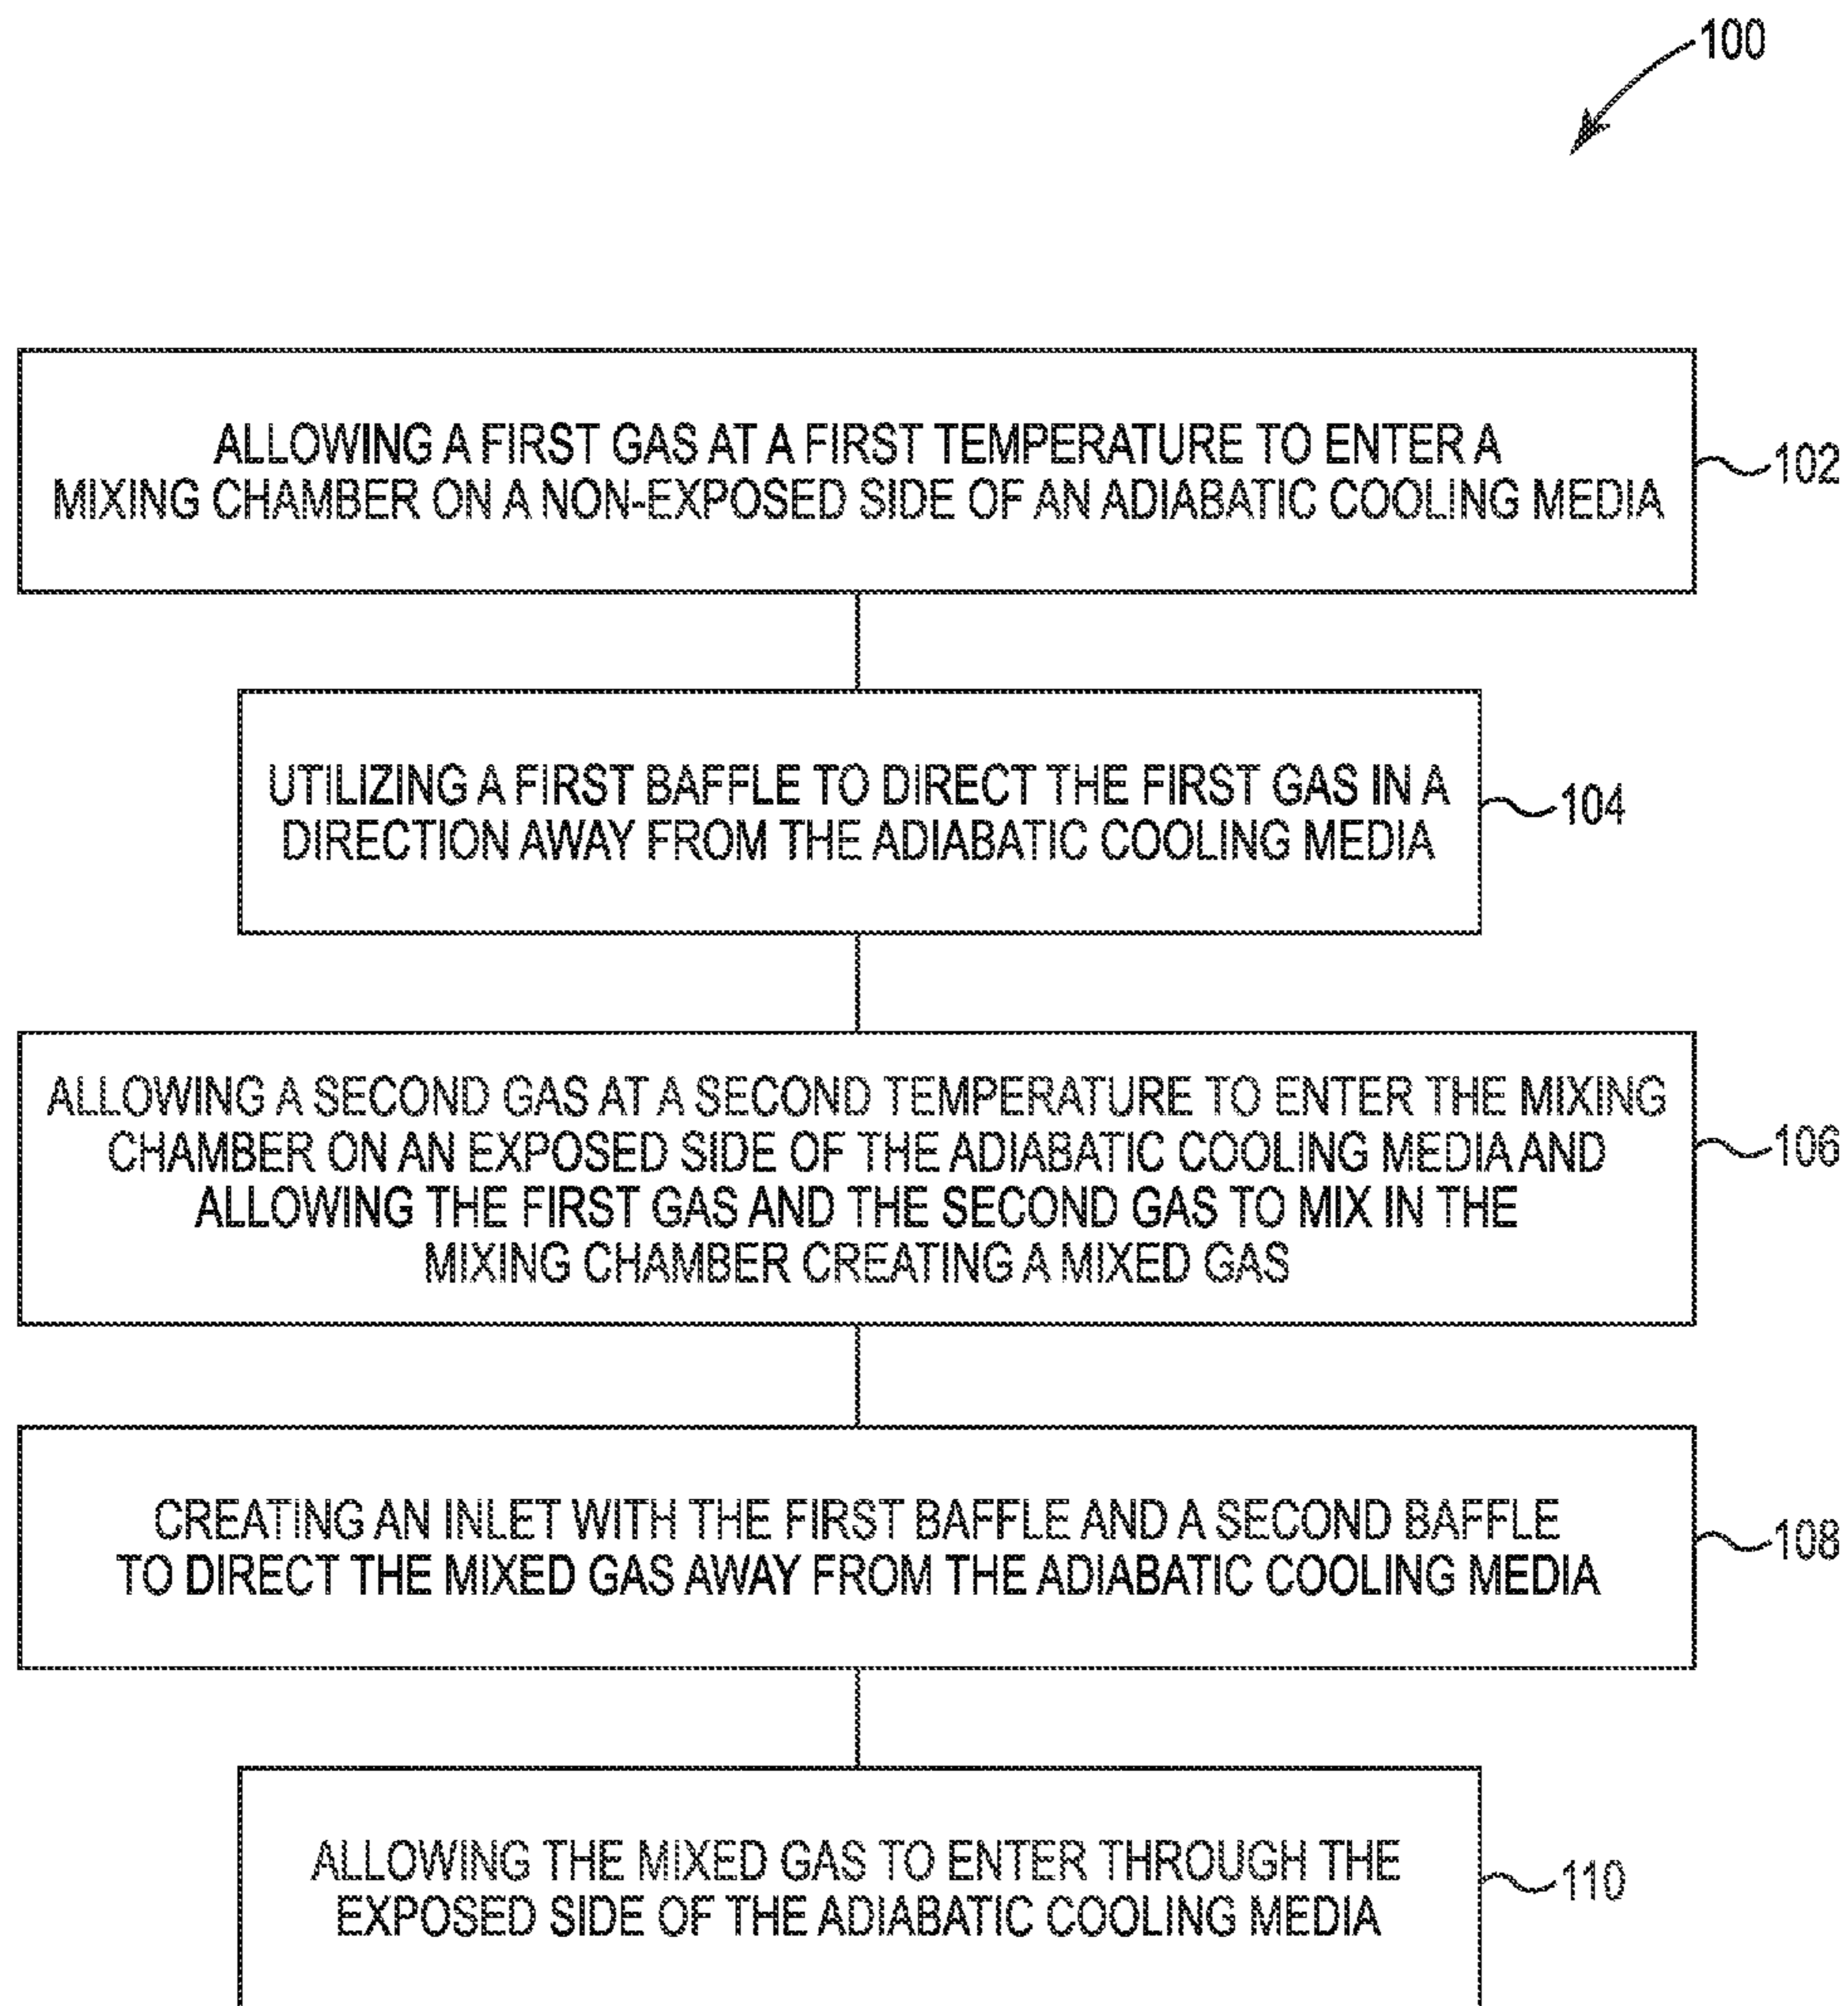 100
ALLOWING A FIRST GAS AT A FIRST TEMPERATURE TO ENTER A
MIXING CHAMBER ON A NON-EXPOSED SIDE OF AN ADIABATIC COOLING MEDIA
102
UTILIZING A FIRST BAFFLE TO DIRECT THE FIRST GAS IN A
DIRECTION AWAY FROM THE ADIABATIC COOLING MEDIA
104
ALLOWING A SECOND GAS AT A SECOND TEMPERATURE TO ENTER THE MIXING
CHAMBER ON AN EXPOSED SIDE OF THE ADIABATIC COOLING MEDIA AND
ALLOWING THE FIRST GAS AND THE SECOND GAS TO MIX IN THE
MIXING CHAMBER CREATING A MIXED GAS
106
CREATING AN INLET WITH THE FIRST BAFFLE AND A SECOND BAFFLE
TO DIRECT THE MIXED GAS AWAY FROM THE ADIABATIC COOLING MEDIA
108
ALLOWING THE MIXED GAS TO ENTER THROUGH THE
EXPOSED SIDE OF THE ADIABATIC COOLING MEDIA
110